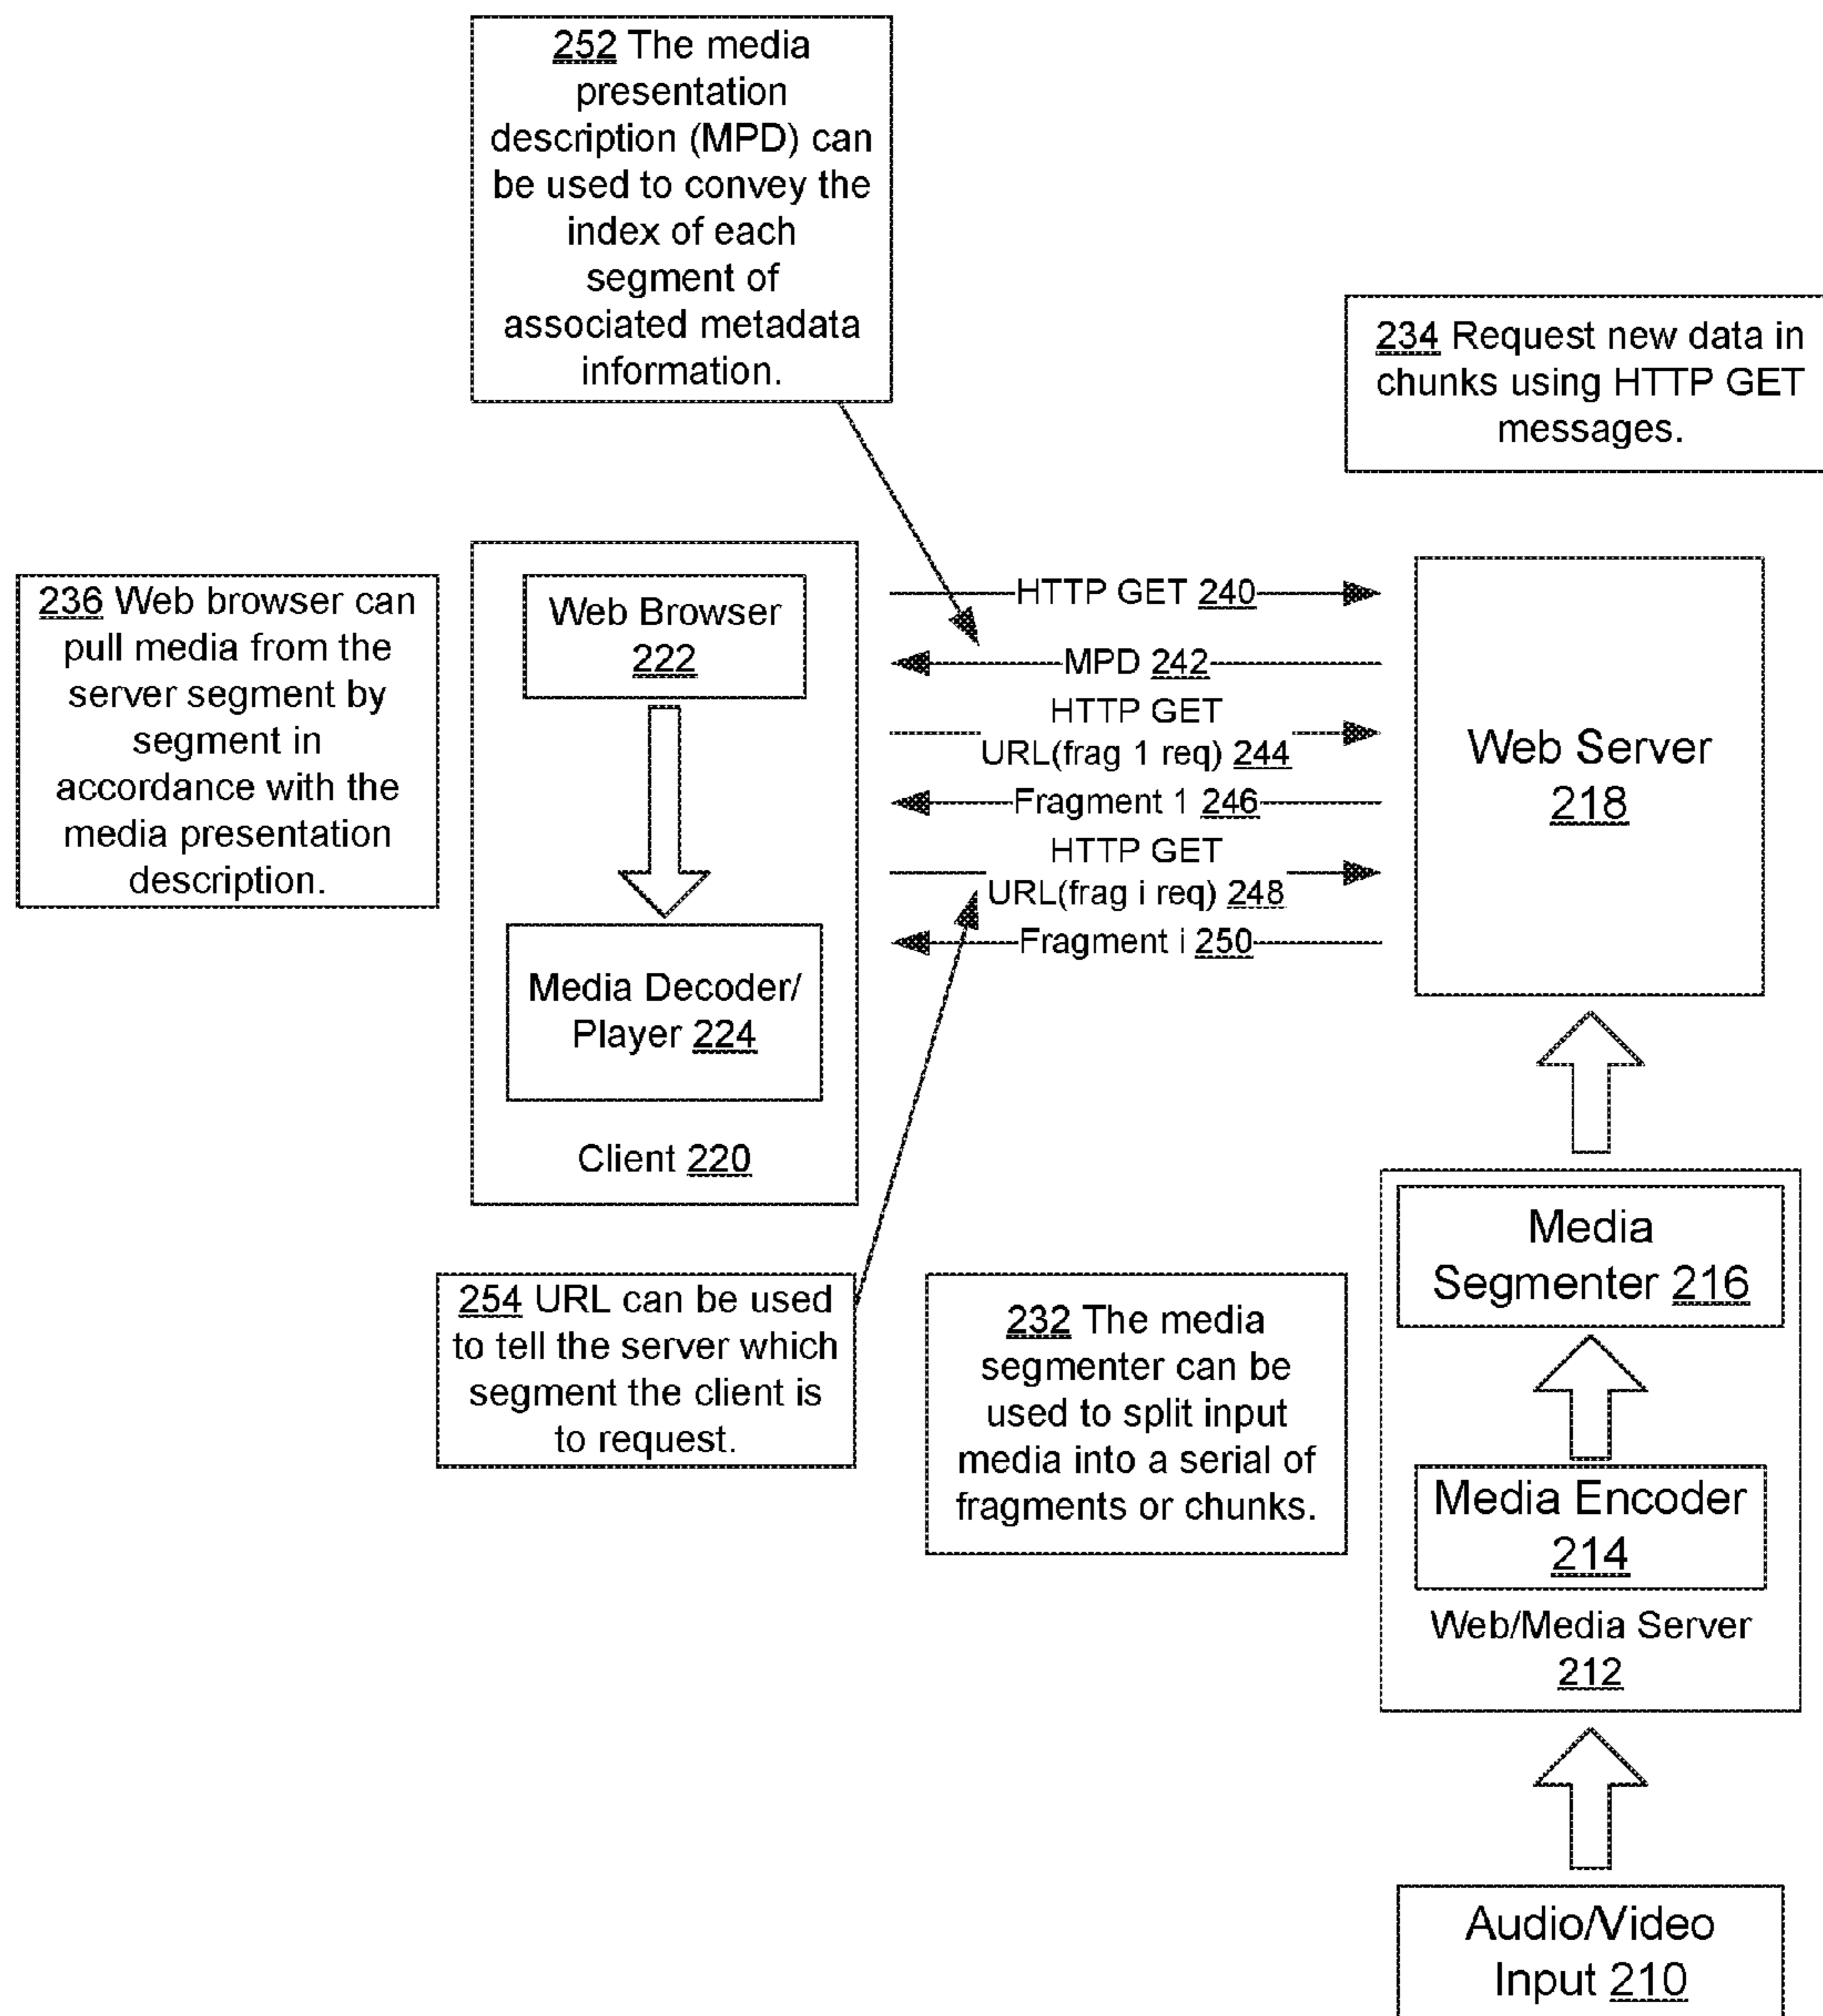 252 The media
presentation
description (MPD) can
be used to convey the
index of each
segment of
associated metadata
information.
234 Request new data in
chunks using HTTP GET
messages.
236 Web browser can
pull media from the
server segment by
segment in
accordance with the
media presentation
description.
Web Browser
222
Media Decoder/
Player 224
Client 220
HTTP GET 240
MPD 242
HTTP GET
URL(frag 1 req) 244
Fragment 1 246
HTTP GET
URL(frag i req) 248
Fragment i 250
Web Server
218
254 URL can be used
to tell the server which
segment the client is
to request.
232 The media
segmenter can be
used to split input
media into a serial of
fragments or chunks.
Media
Segmenter 216
Media Encoder
214
Web/Media Server
212
Audio/Video
Input 210